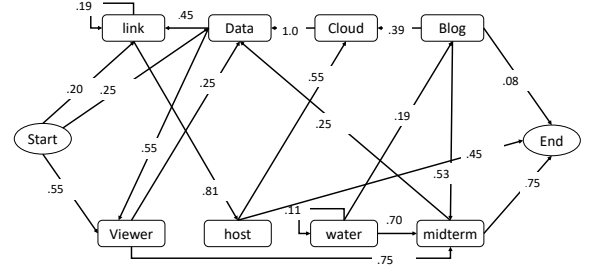 .19
.45
link
Data
1.0
Cloud
.39
Blog
.20
.25
.25
.55
.08
.19
.25
Start
End
.55
.45
.55
.81
.53
.75
.11
Viewer
host
water
.70
midterm
.75